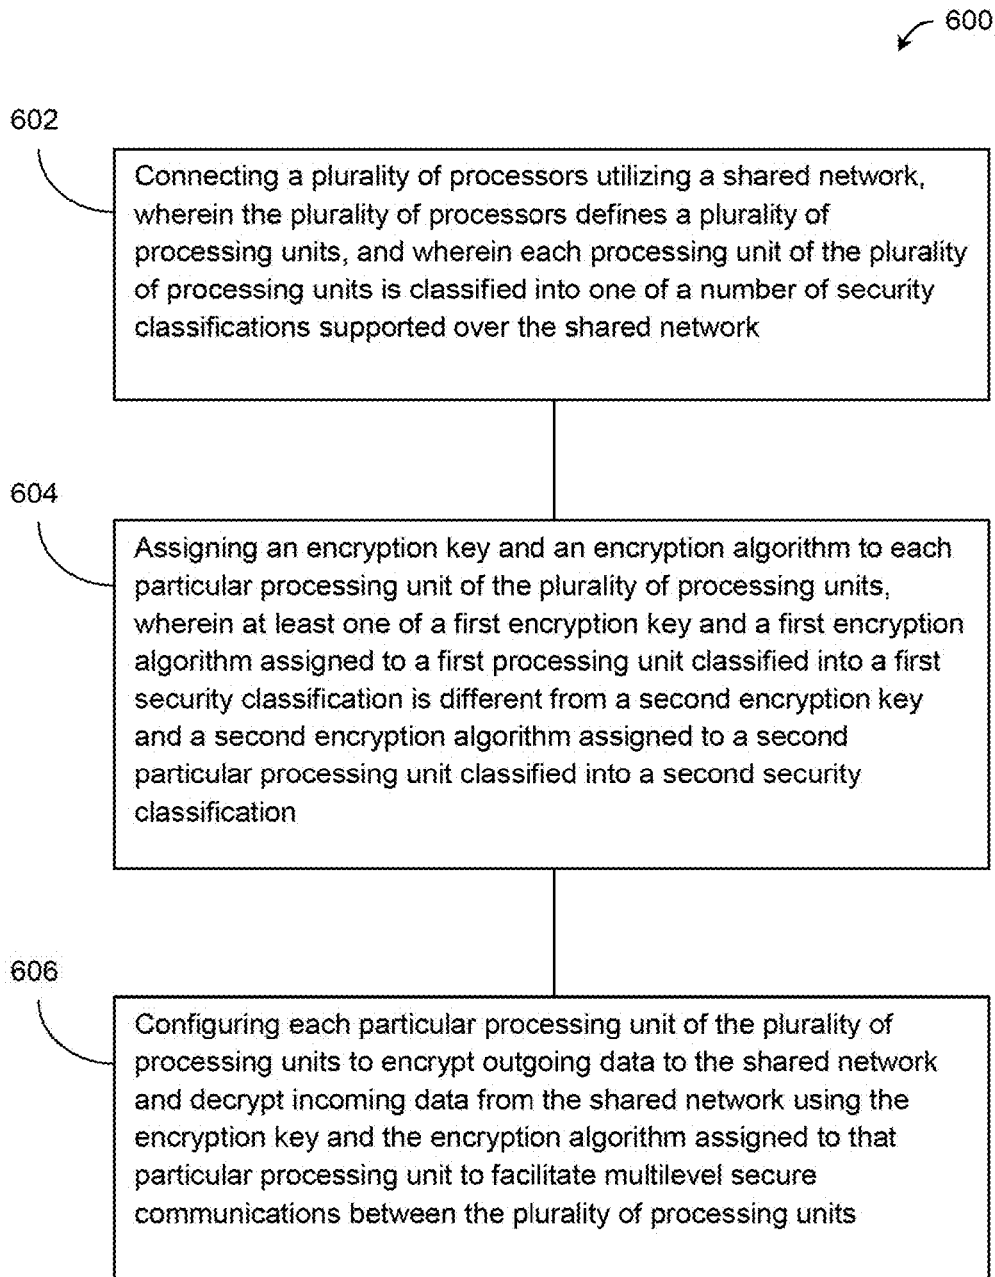 600
602
Connecting a plurality of processors utilizing a shared network,
wherein the plurality of processors defines a plurality of
processing units, and wherein each processing unit of the plurality
of processing units is classified into one of a number of security
classifications supported over the shared network
604
Assigning an encryption key and an encryption algorithm to each
particular processing unit of the plurality of processing units,
wherein at least one of a first encryption key and a first encryption
algorithm assigned to a first processing unit classified into a first
security classification is different from a second encryption key
and a second encryption algorithm assigned to a second
particular processing unit classified into a second security
classification
606
Configuring each particular processing unit of the plurality of
processing units to encrypt outgoing data to the shared network
and decrypt incoming data from the shared network using the
encryption key and the encryption algorithm assigned to that
particular processing unit to facilitate multilevel secure
communications between the plurality of processing units